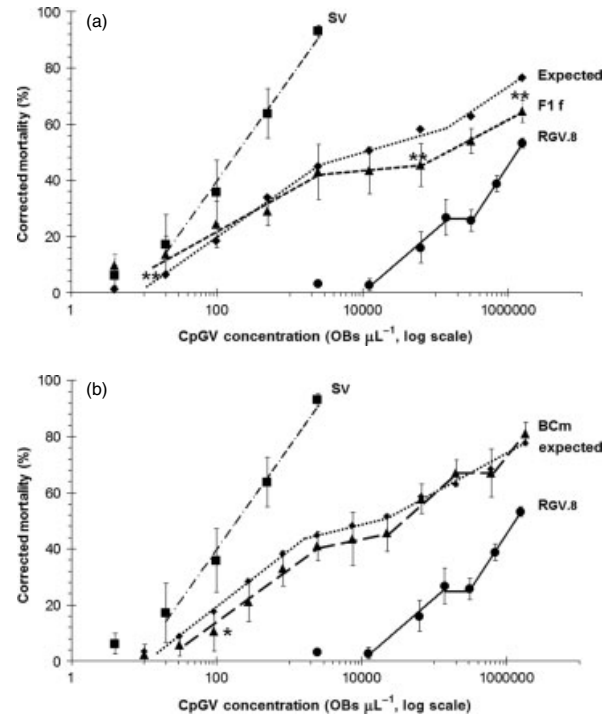 (a)
Sv
Expected
F1 f
RGV.8
**
**
**
Corrected mortality (%)
100
80
60
40
20
0
1
100
10000
1000000
CpGV concentration (OBs µL−1, log scale)
(b)
Sv
BCm
expected
RGV.8
*
Corrected mortality (%)
100
80
60
40
20
0
1
100
10000
1000000
CpGV concentration (OBs µL−1, log scale)